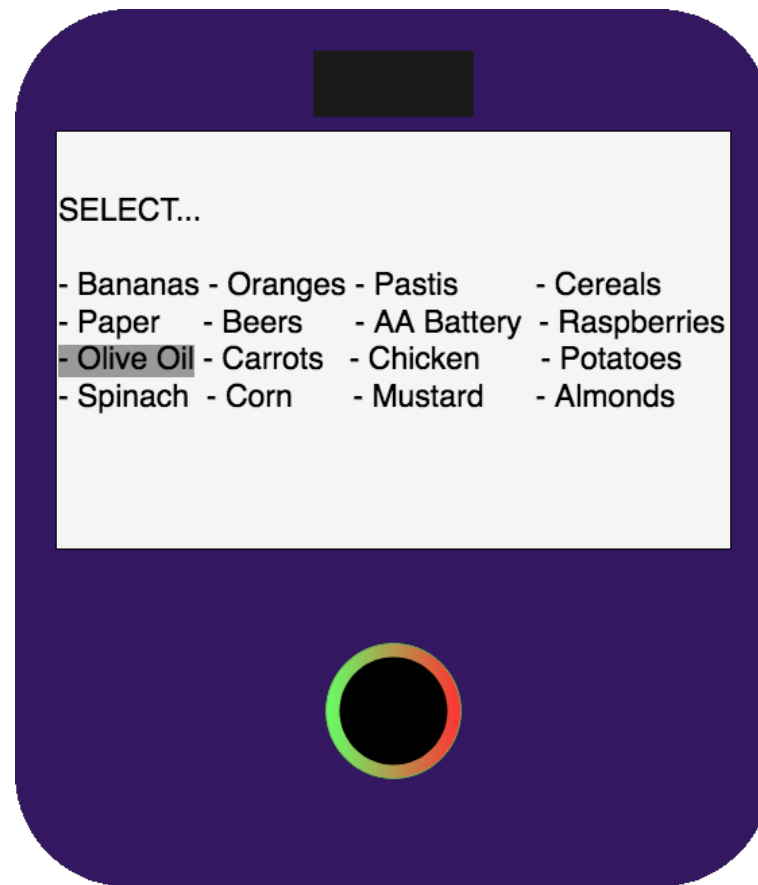 SELECT...
- Bananas - Oranges - Pastis - Cereals
- Paper - Beers - AA Battery - Raspberries
- Olive Oil - Carrots - Chicken - Potatoes
- Spinach - Corn - Mustard - Almonds